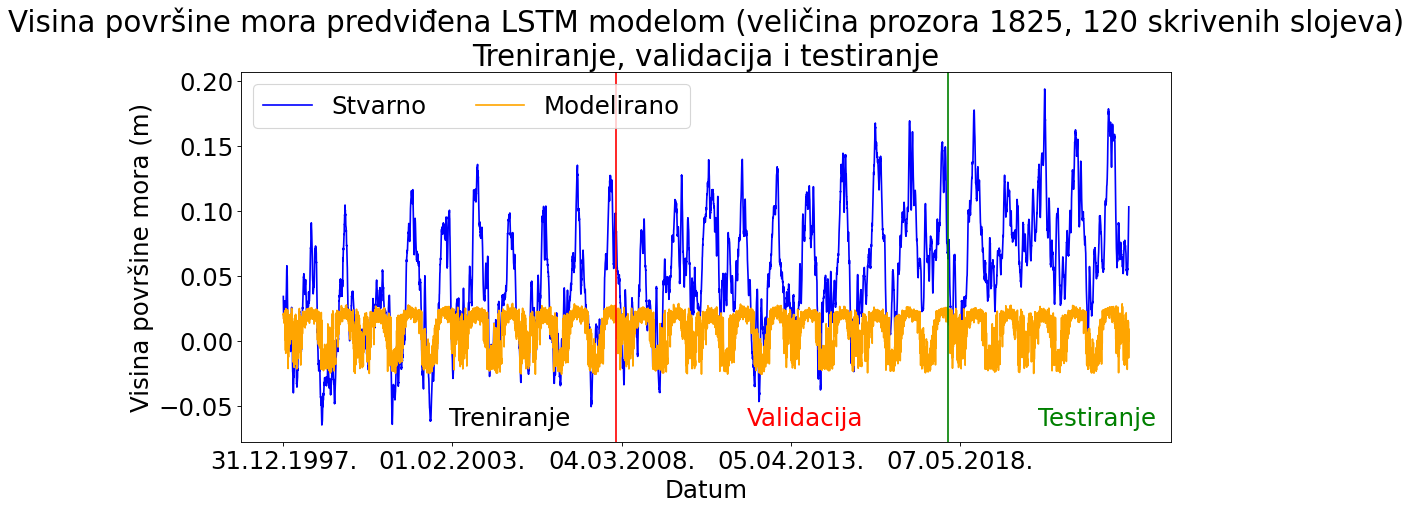 Visina površine mora predviđena LSTM modelom (veličina prozora 1825, 120 skrivenih slojeva)
Treniranje, validacija i testiranje
Stvarno Modelirano
Visina površine mora (m)
0.20
0.15
0.10
0.05
0.00
−0.05
Treniranje Validacija Testiranje
31.12.1997. 01.02.2003. 04.03.2008. 05.04.2013. 07.05.2018.
Datum